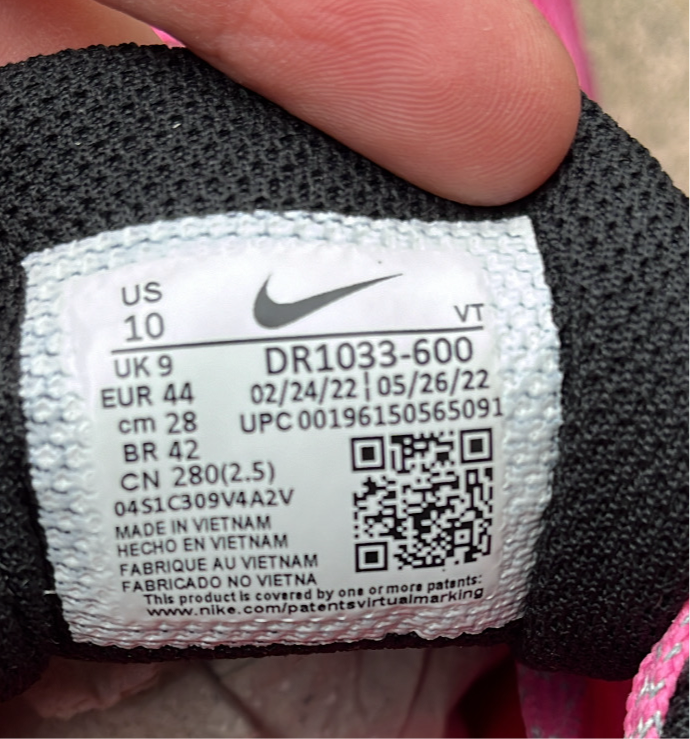 US
10
VT
UK 9
DR1033-600
EUR 44
02/24/22 | 05/26/22
cm 28
UPC 00196150565091
BR 42
CN 280(2.5)
04S1C309V4A2V
MADE IN VIETNAM
HECHO EN VIETNAM
FABRIQUE AU VIETNAM
FABRICADO NO VIETNA
This product is covered by one or more patents:
www.nike.com/patentsvirtualmarking